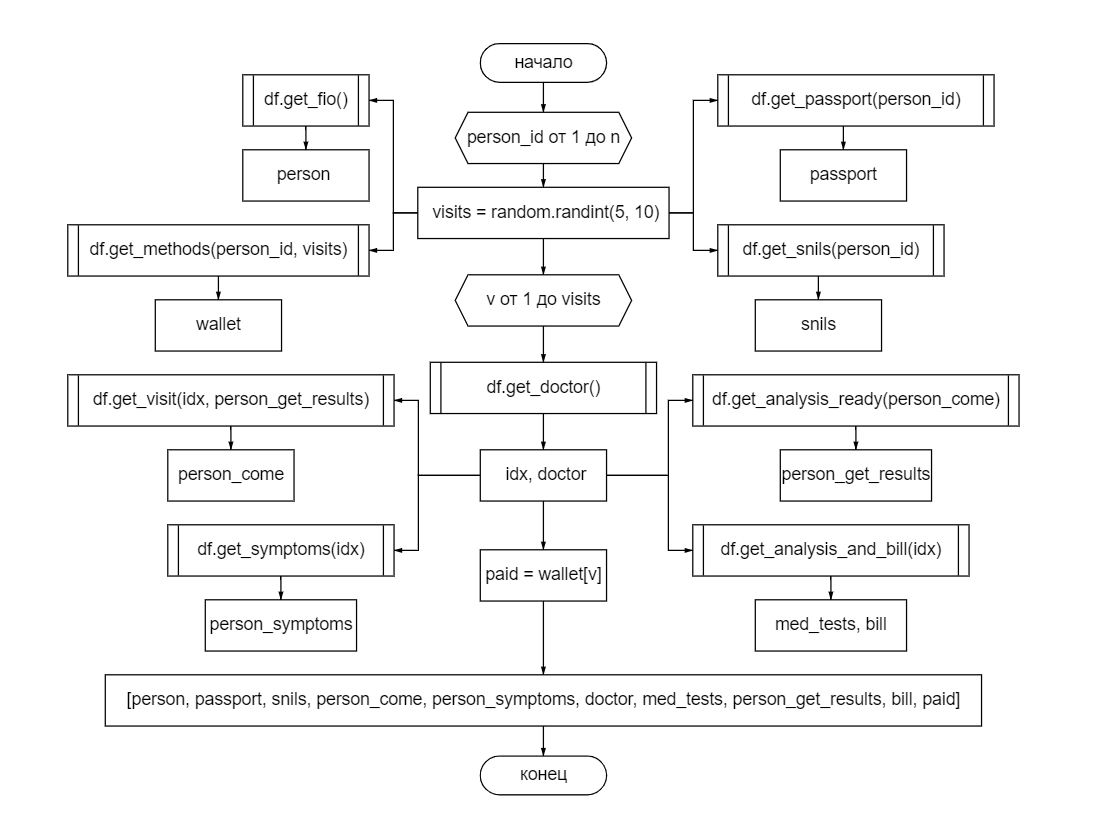 начало
df.get_fio()
df.get_passport(person_id)
person_id от 1 до n
person
passport
visits = random.randint(5, 10)
df.get_methods(person_id, visits)
df.get_snils(person_id)
v от 1 до visits
wallet
snils
df.get_doctor()
df.get_visit(idx, person_get_results)
df.get_analysis_ready(person_come)
person_come
idx, doctor
person_get_results
df.get_symptoms(idx)
df.get_analysis_and_bill(idx)
paid = wallet[v]
person_symptoms
med_tests, bill
[person, passport, snils, person_come, person_symptoms, doctor, med_tests, person_get_results, bill, paid]
конец